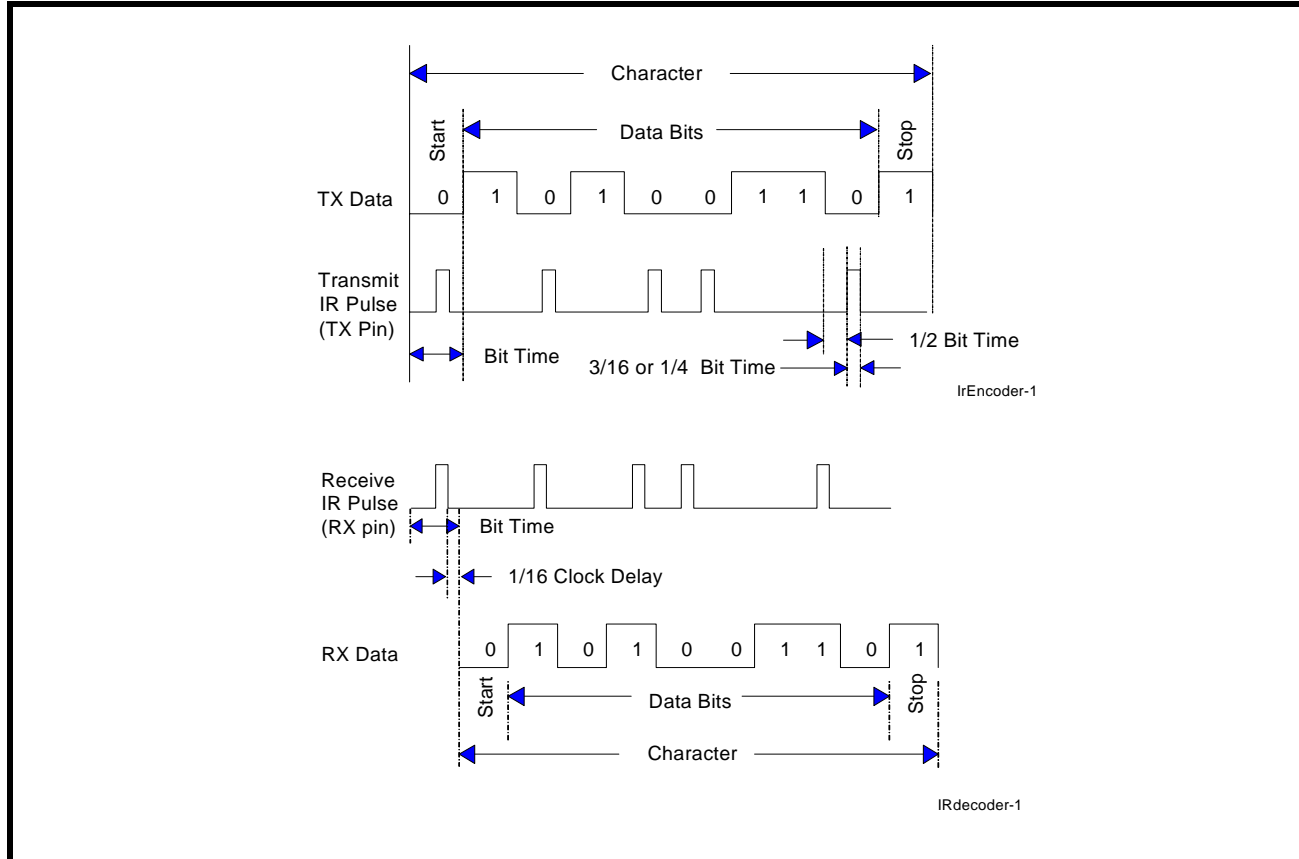 Character
Start
Data Bits
Stop
TX Data
0 1 0 1 0 0 1 1 0 1
Transmit
IR Pulse
(TX Pin)
Bit Time
1/2 Bit Time
3/16 or 1/4 Bit Time
IrEncoder-1
Receive
IR Pulse
(RX pin)
Bit Time
1/16 Clock Delay
RX Data
0 1 0 1 0 0 1 1 0 1
Start
Data Bits
Stop
Character
IRdecoder-1